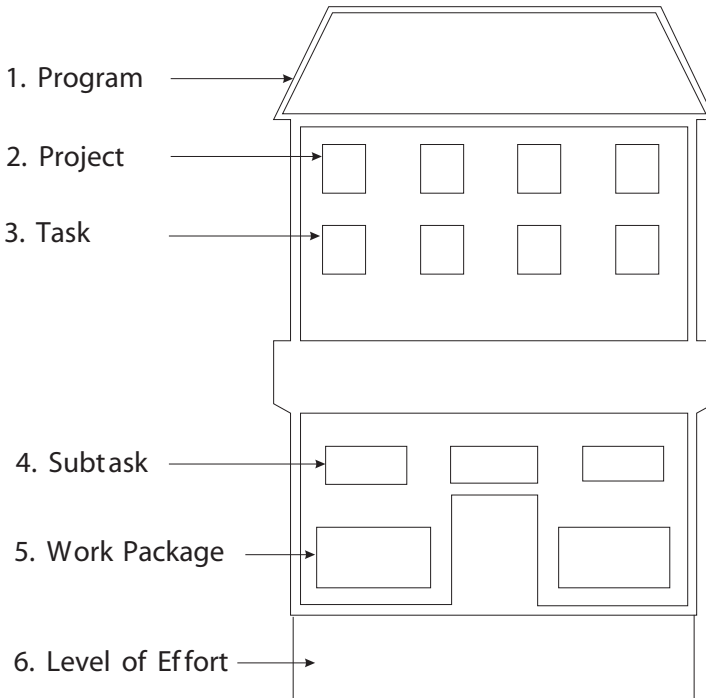 1. Program
2. Project
3. Task
4. Subtask
5. Work Package
6. Level of Effort